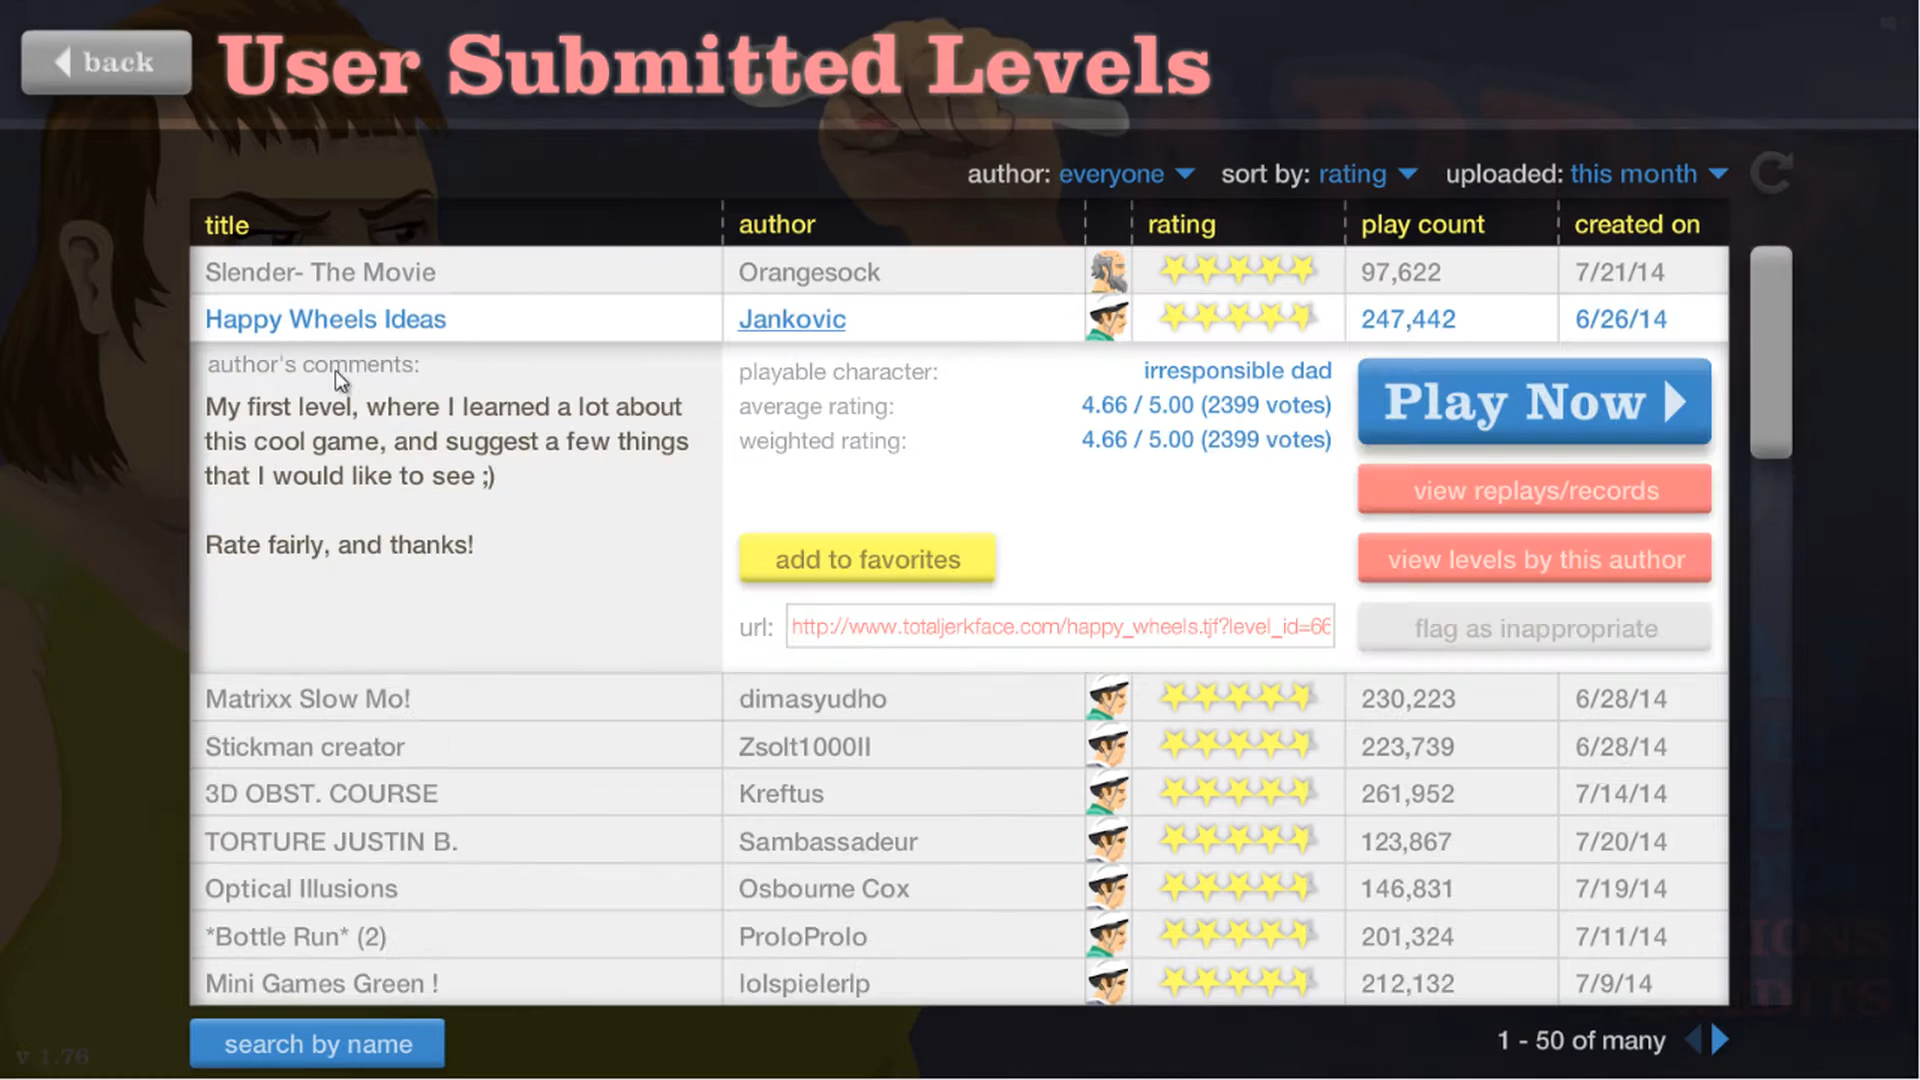 back
User Submitted Levels
author: everyone sort by: rating uploaded: this month
title author rating play count created on
Slender- The Movie Orangesock 97,622 7/21/14
Happy Wheels Ideas Jankovic 247,442 6/26/14
author's comments:
My first level, where I learned a lot about
this cool game, and suggest a few things
that I would like to see ;)
Rate fairly, and thanks!
playable character: irresponsible dad
average rating: 4.66 / 5.00 (2399 votes)
weighted rating: 4.66 / 5.00 (2399 votes)
add to favorites
url: http://www.totaljerkface.com/happy_wheels.tjf?level_id=66
Play Now
view replays/records
view levels by this author
flag as inappropriate
Matrixx Slow Mo! dimasyudho 230,223 6/28/14
Stickman creator Zsolt1000II 223,739 6/28/14
3D OBST. COURSE Kreftus 261,952 7/14/14
TORTURE JUSTIN B. Sambassadeur 123,867 7/20/14
Optical Illusions Osbourne Cox 146,831 7/19/14
*Bottle Run* (2) ProloProlo 201,324 7/11/14
Mini Games Green ! lolspielerlp 212,132 7/9/14
search by name
1 - 50 of many
v 1.76